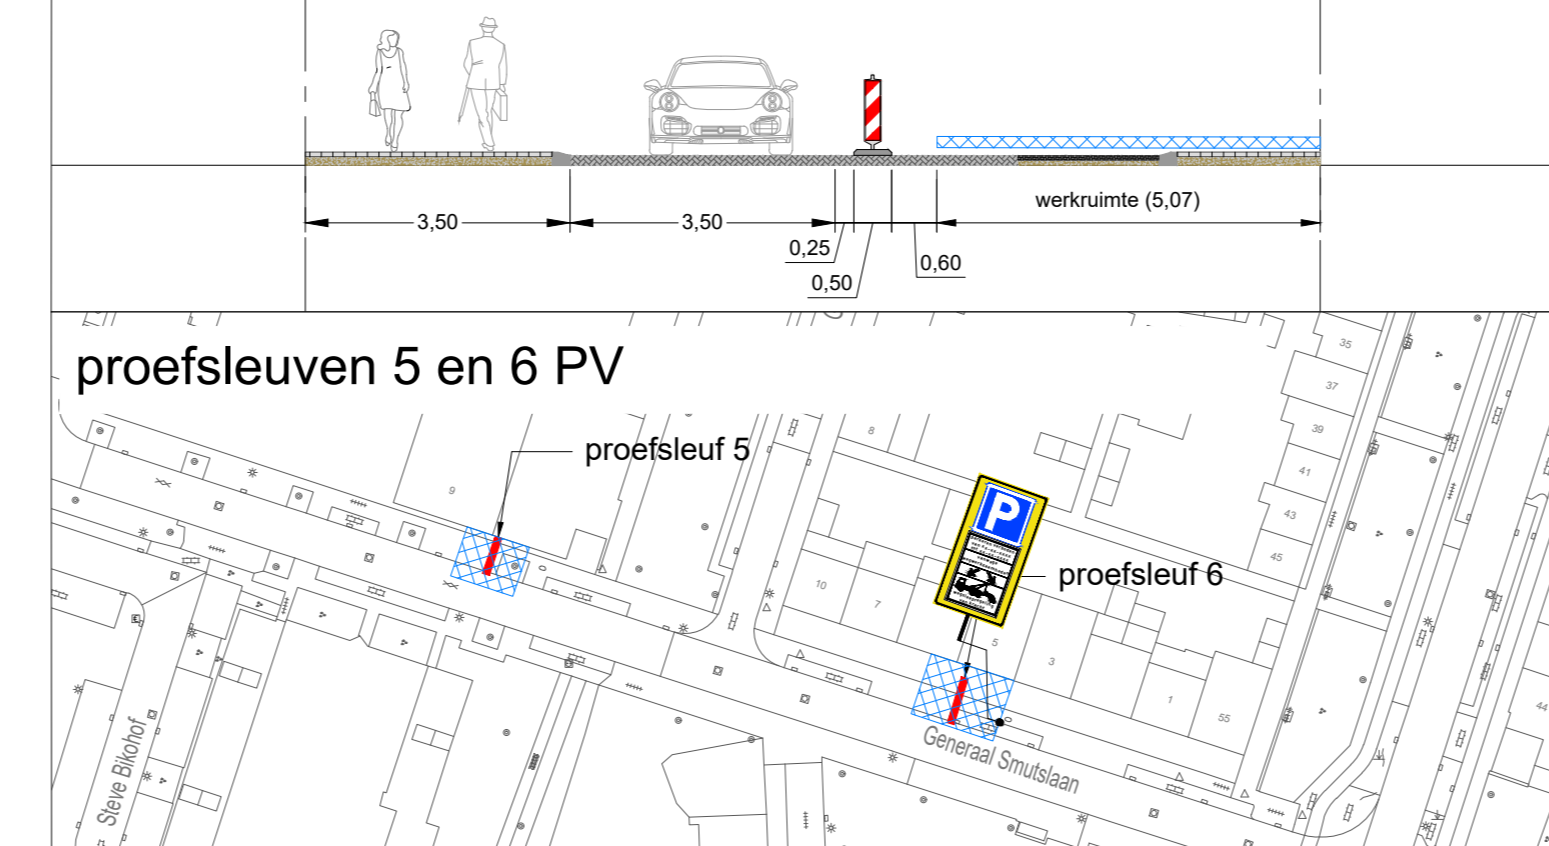 werkruimte (5,07)
3,50
3,50
0,25
0,60
0,50
proefsleuven 5 en 6 PV
35
37
8
39
proefsleuf 5
41
9
P
43
45
proefsleuf 6
10
7
5
3
1
55
44
Generaal Smutslaan
Steve Bikohof